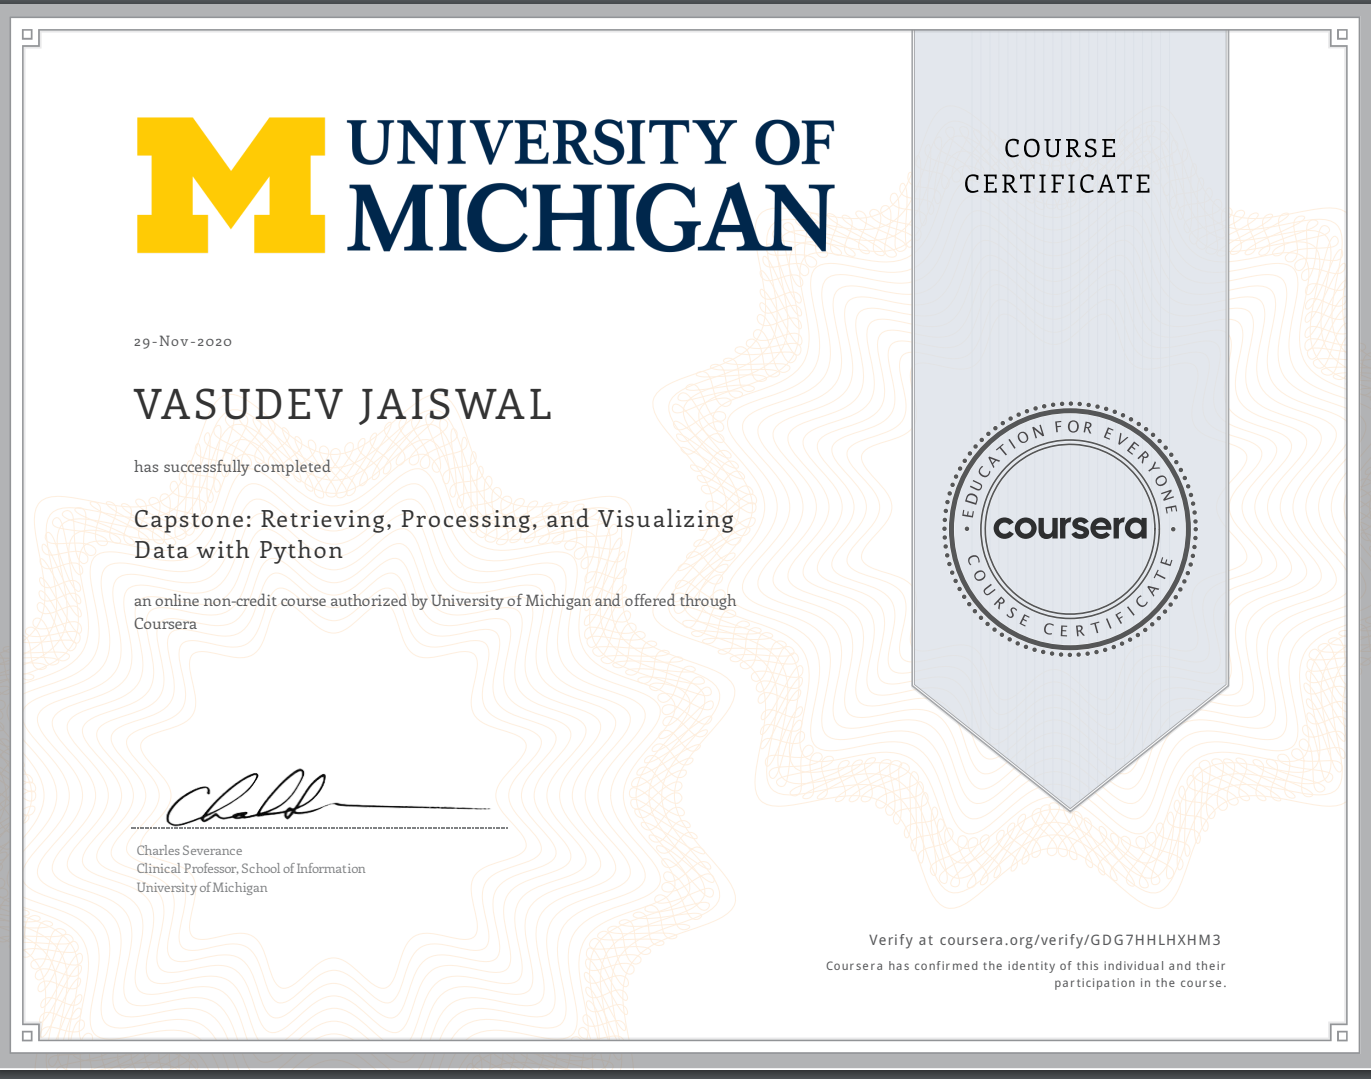 UNIVERSITY OF
MICHIGAN
COURSE
CERTIFICATE
29-Nov-2020
VASUDEV JAISWAL
has successfully completed
Capstone: Retrieving, Processing, and Visualizing
Data with Python
an online non-credit course authorized by University of Michigan and offered through
Coursera
EDUCATION FOR EVERYONE
coursera
COURSE CERTIFICATE
Charles Severance
Clinical Professor, School of Information
University of Michigan
Verify at coursera.org/verify/GDG7HHLHXHM3
Coursera has confirmed the identity of this individual and their
participation in the course.